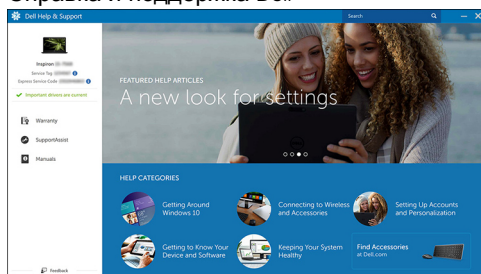 Справка и поддержка Dell
Dell Help & Support
Search
Inspiron
Service Tag
Express Service Code
Important drivers are current
Warranty
SupportAssist
Manuals
Feedback
FEATURED HELP ARTICLES
A new look for settings
HELP CATEGORIES
Getting Around
Windows 10
Connecting to Wireless
and Accessories
Setting Up Accounts
and Personalization
Getting to Know Your
Device and Software
Keeping Your System
Healthy
Find Accessories
at Dell.com